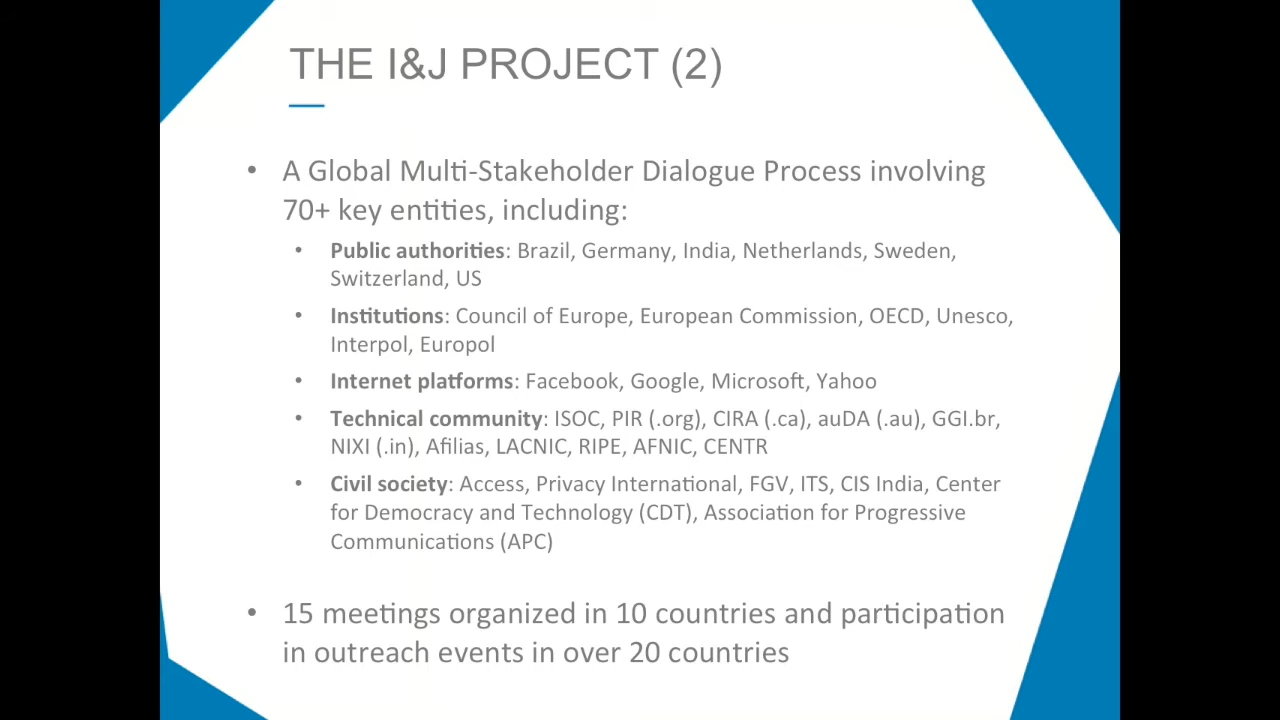 THE I&J PROJECT (2)
• A Global Multi-Stakeholder Dialogue Process involving
70+ key entities, including:
• Public authorities: Brazil, Germany, India, Netherlands, Sweden,
Switzerland, US
• Institutions: Council of Europe, European Commission, OECD, Unesco,
Interpol, Europol
• Internet platforms: Facebook, Google, Microsoft, Yahoo
• Technical community: ISOC, PIR (.org), CIRA (.ca), auDA (.au), GGI.br,
NIXI (.in), Afilias, LACNIC, RIPE, AFNIC, CENTR
• Civil society: Access, Privacy International, FGV, ITS, CIS India, Center
for Democracy and Technology (CDT), Association for Progressive
Communications (APC)
• 15 meetings organized in 10 countries and participation
in outreach events in over 20 countries